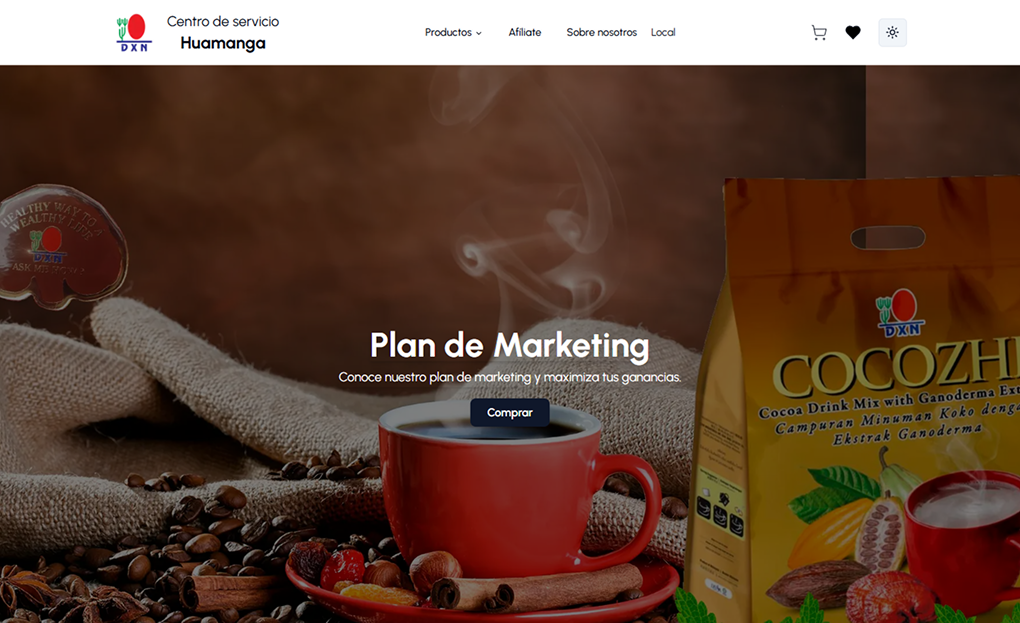 Centro de servicio
Huamanga
DXN
Productos
Afiliate
Sobre nosotros
Local
HEALTHY WAY TO A
WEALTHY LIFE
DXN
ASK ME NOW
Plan de Marketing
Conoce nuestro plan de marketing y maximiza tus ganancias.
Comprar
DXN
COCOZHI
Cocoa Drink Mix with Ganoderma Ext
Campuran Minuman Koko denga
Ekstrak Ganoderma